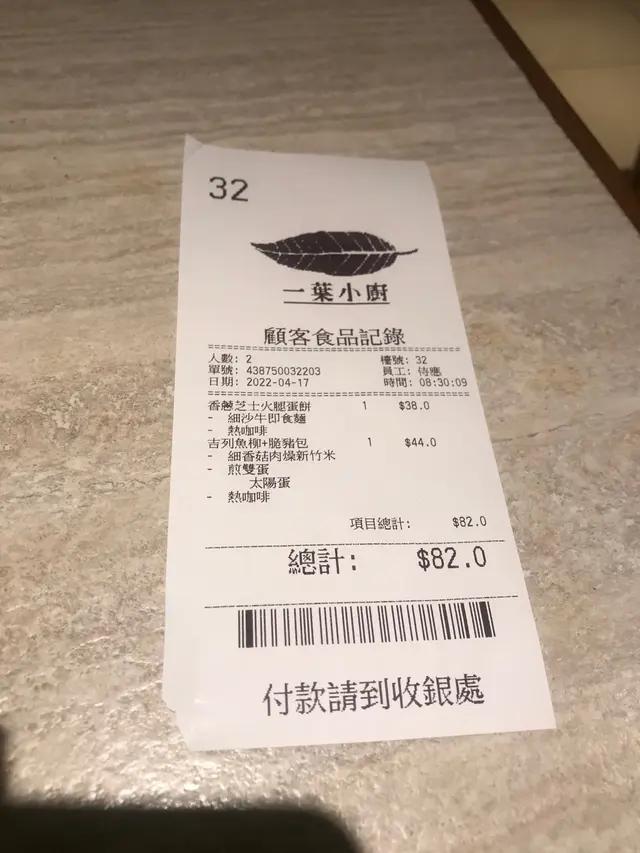 32
一葉小廚
顧客食品記錄
人數: 2 檯號: 32
單號: 438750032203 員工: 侍應
日期: 2022-04-17 時間: 08:30:09
香蔥芝士火腿蛋餅 1 $38.0
- 細沙牛即食麵
- 熱咖啡
吉列魚柳+脆豬包 1 $44.0
- 細香菇肉燥新竹米
- 煎雙蛋
太陽蛋
- 熱咖啡
項目總計: $82.0
總計: $82.0
付款請到收銀處